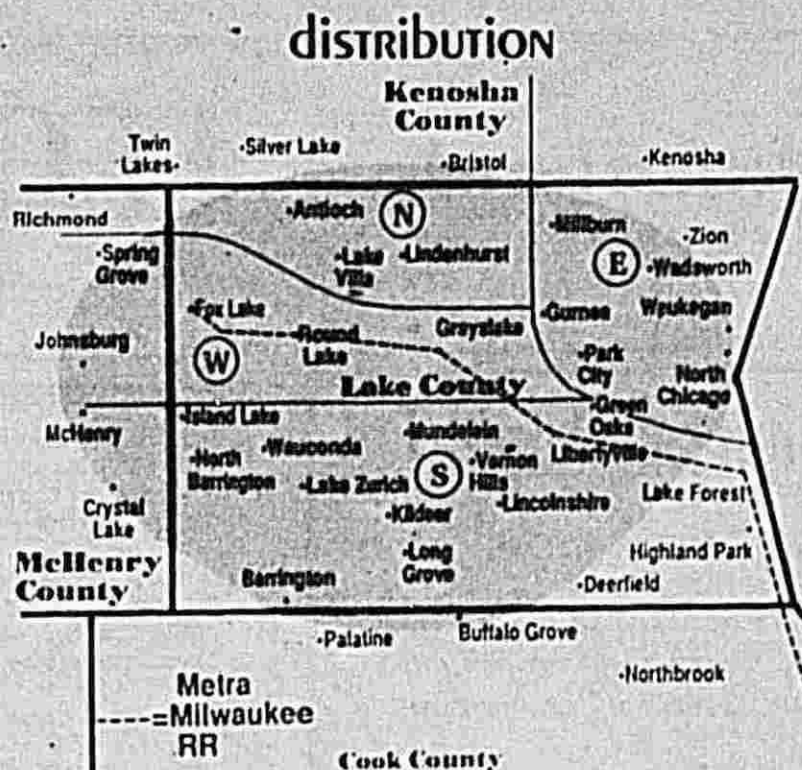 distribution
Kenosha
County
Twin
Lakes
Silver Lake
Bristol
Kenosha
Richmond
Antioch
N
Millburn
Zion
Spring
Grove
Lake
Villa
Lindenhurst
E
Wadsworth
Fox Lake
Grayslake
Gurnee
Waukegan
Johnsburg
Round
Lake
W
Park
City
Lake County
North
Chicago
Island Lake
Green
Oaks
McHenry
Mundelein
Wauconda
North
Barrington
Vernon
Hills
Libertyville
Lake Zurich
S
Lincolnshire
Lake Forest
Crystal
Lake
Kildeer
McHenry
County
Long
Grove
Highland Park
Barrington
Deerfield
Palatine
Buffalo Grove
Northbrook
Metra
----=Milwaukee
RR
Cook County